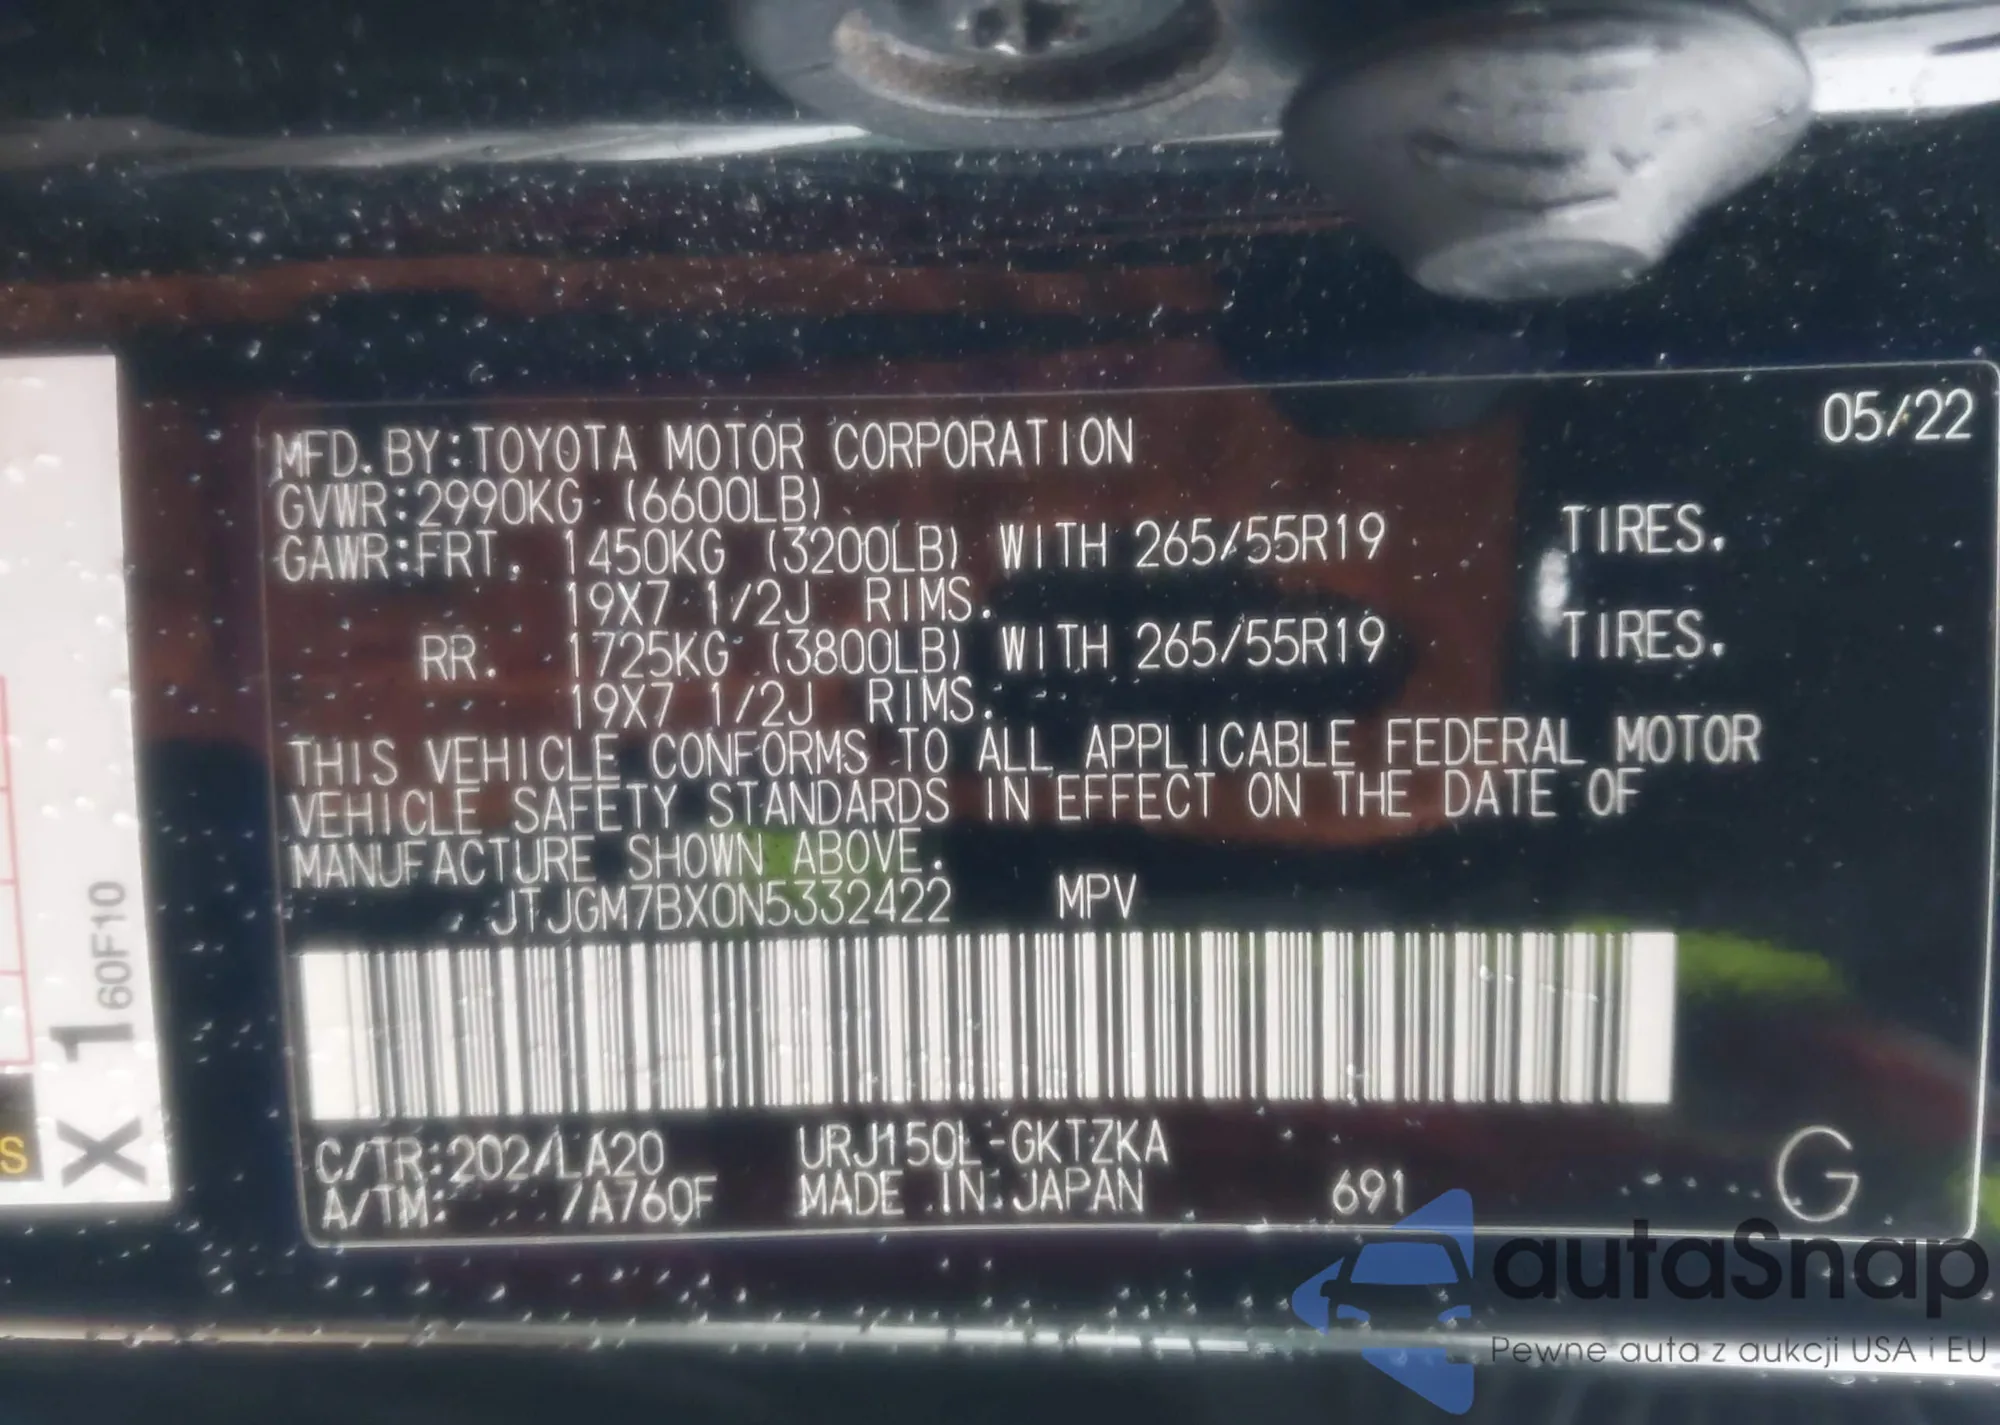 05/22
MFD.BY:TOYOTA MOTOR CORPORATION
GVWR:2990KG (6600LB)
GAWR:FRT. 1450KG (3200LB) WITH 265/55R19 TIRES.
19X7 1/2J RIMS.
RR. 1725KG (3800LB) WITH 265/55R19 TIRES.
19X7 1/2J RIMS.
THIS VEHICLE CONFORMS TO ALL APPLICABLE FEDERAL MOTOR
VEHICLE SAFETY STANDARDS IN EFFECT ON THE DATE OF
MANUFACTURE SHOWN ABOVE.
JTJGM7BX0N5332422 MPV
C/TR:202/LA20 URJ150L-GKTZKA
A/TM: /A760F MADE IN JAPAN 691 G
X 1 60F10
S
autaSnap
Pewne auta z aukcji USA i EU